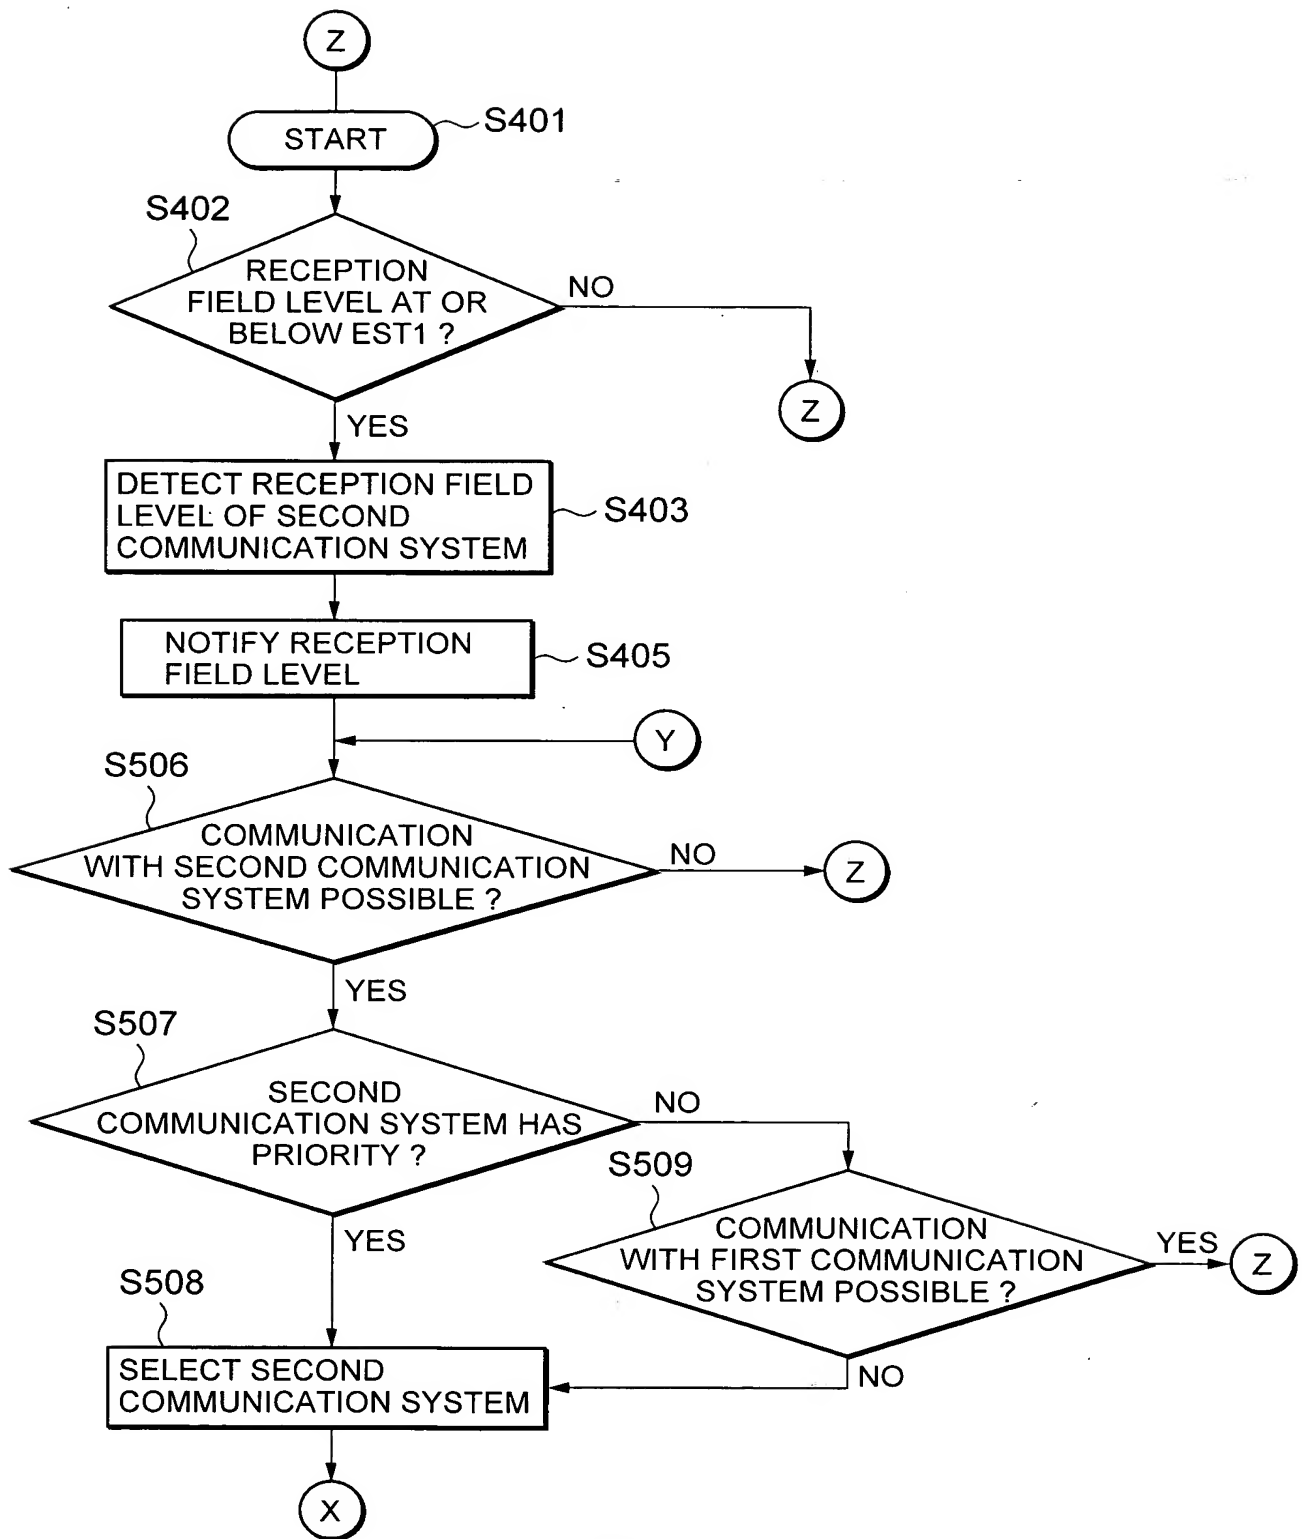 Z
START
S401
S402
RECEPTION
FIELD LEVEL AT OR
BELOW EST1 ?
NO
Z
YES
DETECT RECEPTION FIELD
LEVEL OF SECOND
COMMUNICATION SYSTEM
S403
NOTIFY RECEPTION
FIELD LEVEL
S405
Y
S506
COMMUNICATION
WITH SECOND COMMUNICATION
SYSTEM POSSIBLE ?
NO
Z
YES
S507
SECOND
COMMUNICATION SYSTEM HAS
PRIORITY ?
NO
YES
S509
COMMUNICATION
WITH FIRST COMMUNICATION
SYSTEM POSSIBLE ?
YES
Z
NO
S508
SELECT SECOND
COMMUNICATION SYSTEM
X